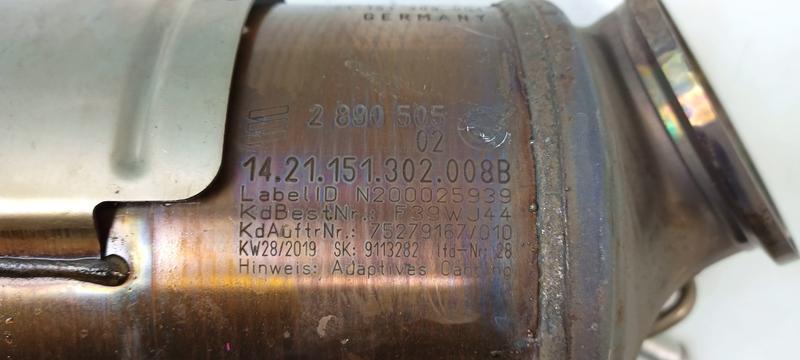 GERMANY
2 890 505
02
14.21.151.302.008B
LabelID N200025939
KdBestNr.: F39WJ44
KdAuftrNr.: 75279167/010
KW28/2019 SK: 9113282 lfd-Nr: 28
Hinweis: Adaptives Canning